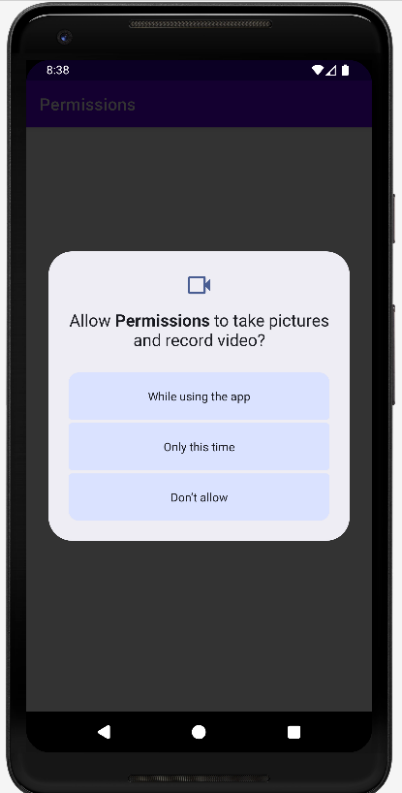 8:38
Permissions
Allow Permissions to take pictures
and record video?
While using the app
Only this time
Don't allow